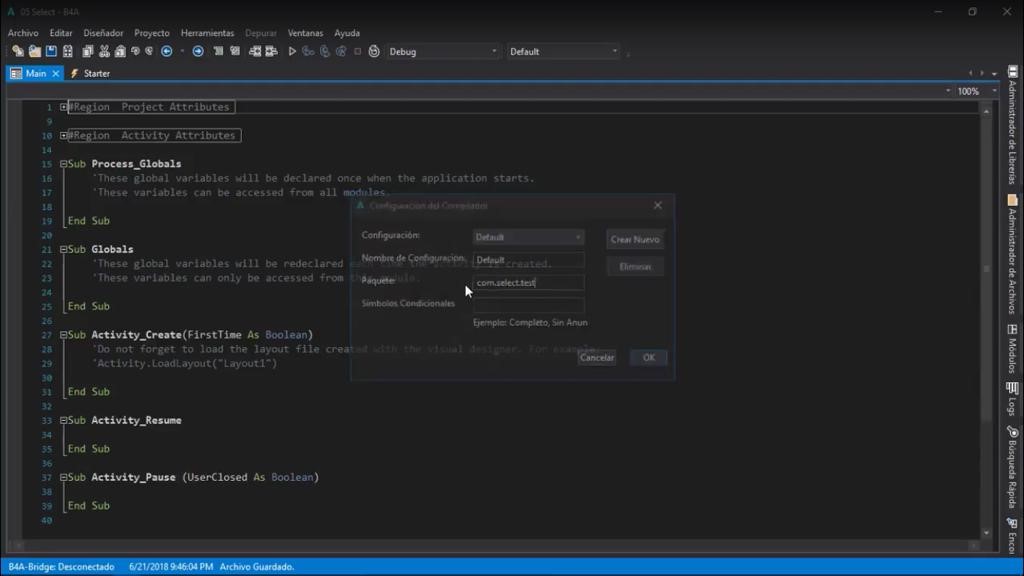 05 Select - B4A
Archivo Editar Diseñador Proyecto Herramientas Depurar Ventanas Ayuda
Debug Default
Main Starter
100%
1 #Region Project Attributes
9
10 #Region Activity Attributes
14
15 Sub Process_Globals
16 'These global variables will be declared once when the application starts.
17 'These variables can be accessed from all modules.
18
19 End Sub
20
21 Sub Globals
22 'These global variables will be redeclared each time the activity is created.
23 'These variables can only be accessed from this module.
24
25 End Sub
26
27 Sub Activity_Create(FirstTime As Boolean)
28 'Do not forget to load the layout file created with the visual designer. For example:
29 'Activity.LoadLayout("Layout1")
30
31 End Sub
32
33 Sub Activity_Resume
34
35 End Sub
36
37 Sub Activity_Pause (UserClosed As Boolean)
38
39 End Sub
40
Configuración del Compilador
Configuración: Default Crear Nuevo
Nombre de Configuración Default Eliminar
Paquete: com.select.test
Símbolos Condicionales
Ejemplo: Completo, Sin Anun
Cancelar OK
Administrador de Librerías
Administrador de Archivos
Módulos
Logs
Búsqueda Rápida
Enco
B4A-Bridge: Desconectado 6/21/2018 9:46:04 PM Archivo Guardado.